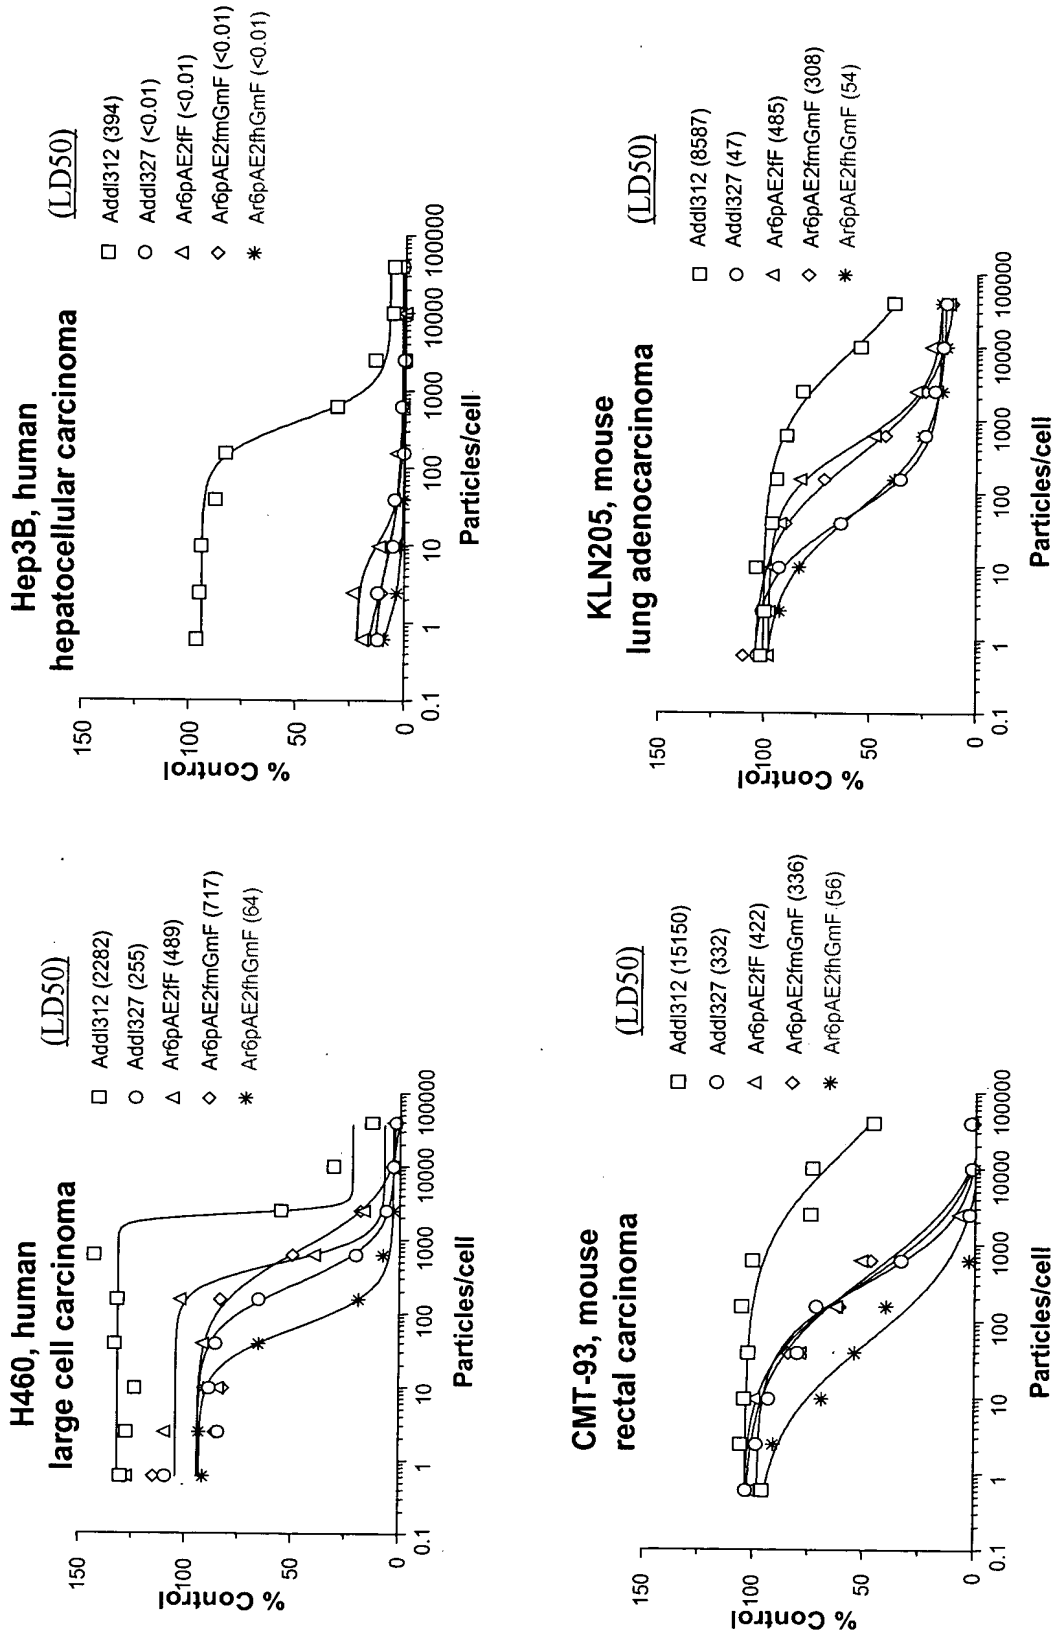 H460, human
large cell carcinoma
(LD50)
Addl312 (2282)
Addl327 (255)
Ar6pAE2fF (489)
Ar6pAE2fmGmF (717)
Ar6pAE2fhGmF (64)
% Control
150
100
50
0
0.1
1
10
100
1000
10000
100000
Particles/cell
Hep3B, human
hepatocellular carcinoma
(LD50)
Addl312 (394)
Addl327 (<0.01)
Ar6pAE2fF (<0.01)
Ar6pAE2fmGmF (<0.01)
Ar6pAE2fhGmF (<0.01)
% Control
150
100
50
0
0.1
1
10
100
1000
10000
100000
Particles/cell
CMT-93, mouse
rectal carcinoma
(LD50)
Addl312 (15150)
Addl327 (332)
Ar6pAE2fF (422)
Ar6pAE2fmGmF (336)
Ar6pAE2fhGmF (56)
% Control
150
100
50
0
0.1
1
10
100
1000
10000
100000
Particles/cell
KLN205, mouse
lung adenocarcinoma
(LD50)
Addl312 (8587)
Addl327 (47)
Ar6pAE2fF (485)
Ar6pAE2fmGmF (308)
Ar6pAE2fhGmF (54)
% Control
150
100
50
0
0.1
1
10
100
1000
10000
100000
Particles/cell